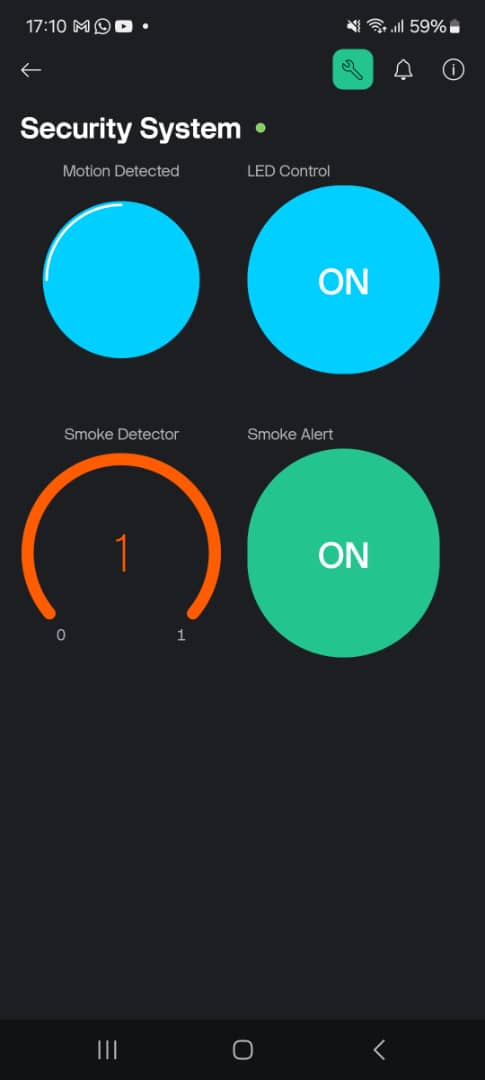 17:10 59%
Security System
Motion Detected LED Control
ON
Smoke Detector Smoke Alert
1 ON
0 1